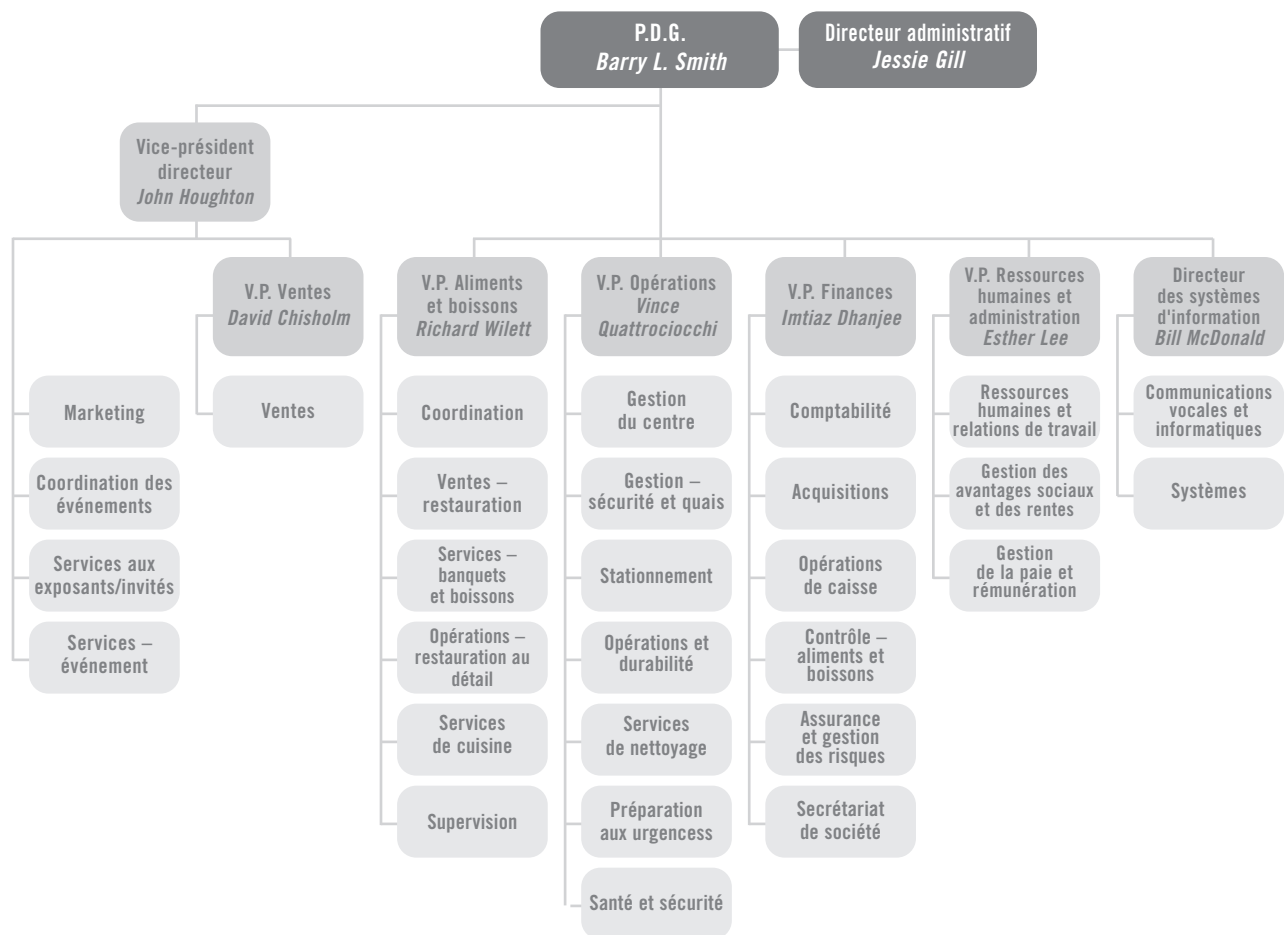 P.D.G.
Barry L. Smith
Directeur administratif
Jessie Gill
Vice-président
directeur
John Houghton
V.P. Ventes
David Chisholm
V.P. Aliments
et boissons
Richard Wilett
V.P. Opérations
Vince
Quattrociocchi
V.P. Finances
Imtiaz Dhanjee
V.P. Ressources
humaines et
administration
Esther Lee
Directeur
des systèmes
d'information
Bill McDonald
Marketing
Coordination des
événements
Services aux
exposants/invités
Services –
événement
Ventes
Coordination
Ventes –
restauration
Services –
banquets
et boissons
Opérations –
restauration au
détail
Services
de cuisine
Supervision
Gestion
du centre
Gestion –
sécurité et quais
Stationnement
Opérations et
durabilité
Services
de nettoyage
Préparation
aux urgencess
Santé et sécurité
Comptabilité
Acquisitions
Opérations
de caisse
Contrôle –
aliments et
boissons
Assurance
et gestion
des risques
Secrétariat
de société
Ressources
humaines et
relations de travail
Gestion des
avantages sociaux
et des rentes
Gestion
de la paie et
rémunération
Communications
vocales et
informatiques
Systèmes